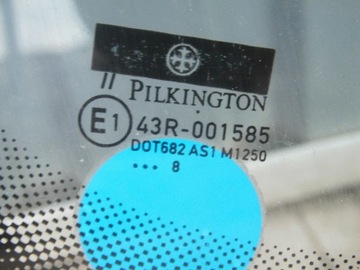 //
PILKINGTON
E1 43R-001585
DOT682 AS1 M1250
••• 8